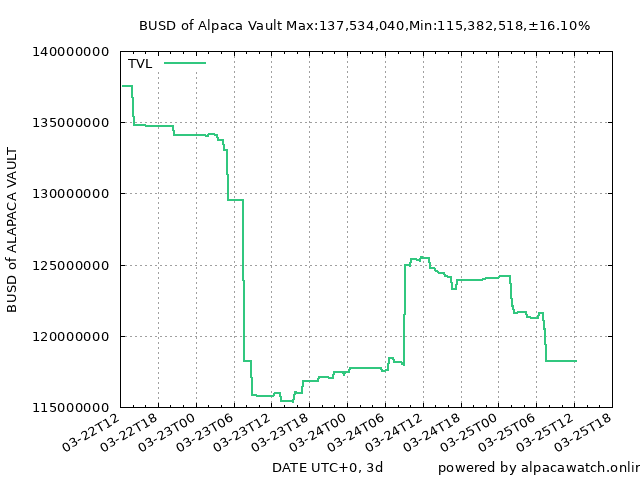 BUSD of Alpaca Vault Max:137,534,040,Min:115,382,518,±16.10%
TVL
140000000
135000000
130000000
125000000
120000000
115000000
BUSD of ALAPACA VAULT
03-22T12
03-22T18
03-23T00
03-23T06
03-23T12
03-23T18
03-24T00
03-24T06
03-24T12
03-24T18
03-25T00
03-25T06
03-25T12
03-25T18
DATE UTC+0, 3d
powered by alpacawatch.onlin